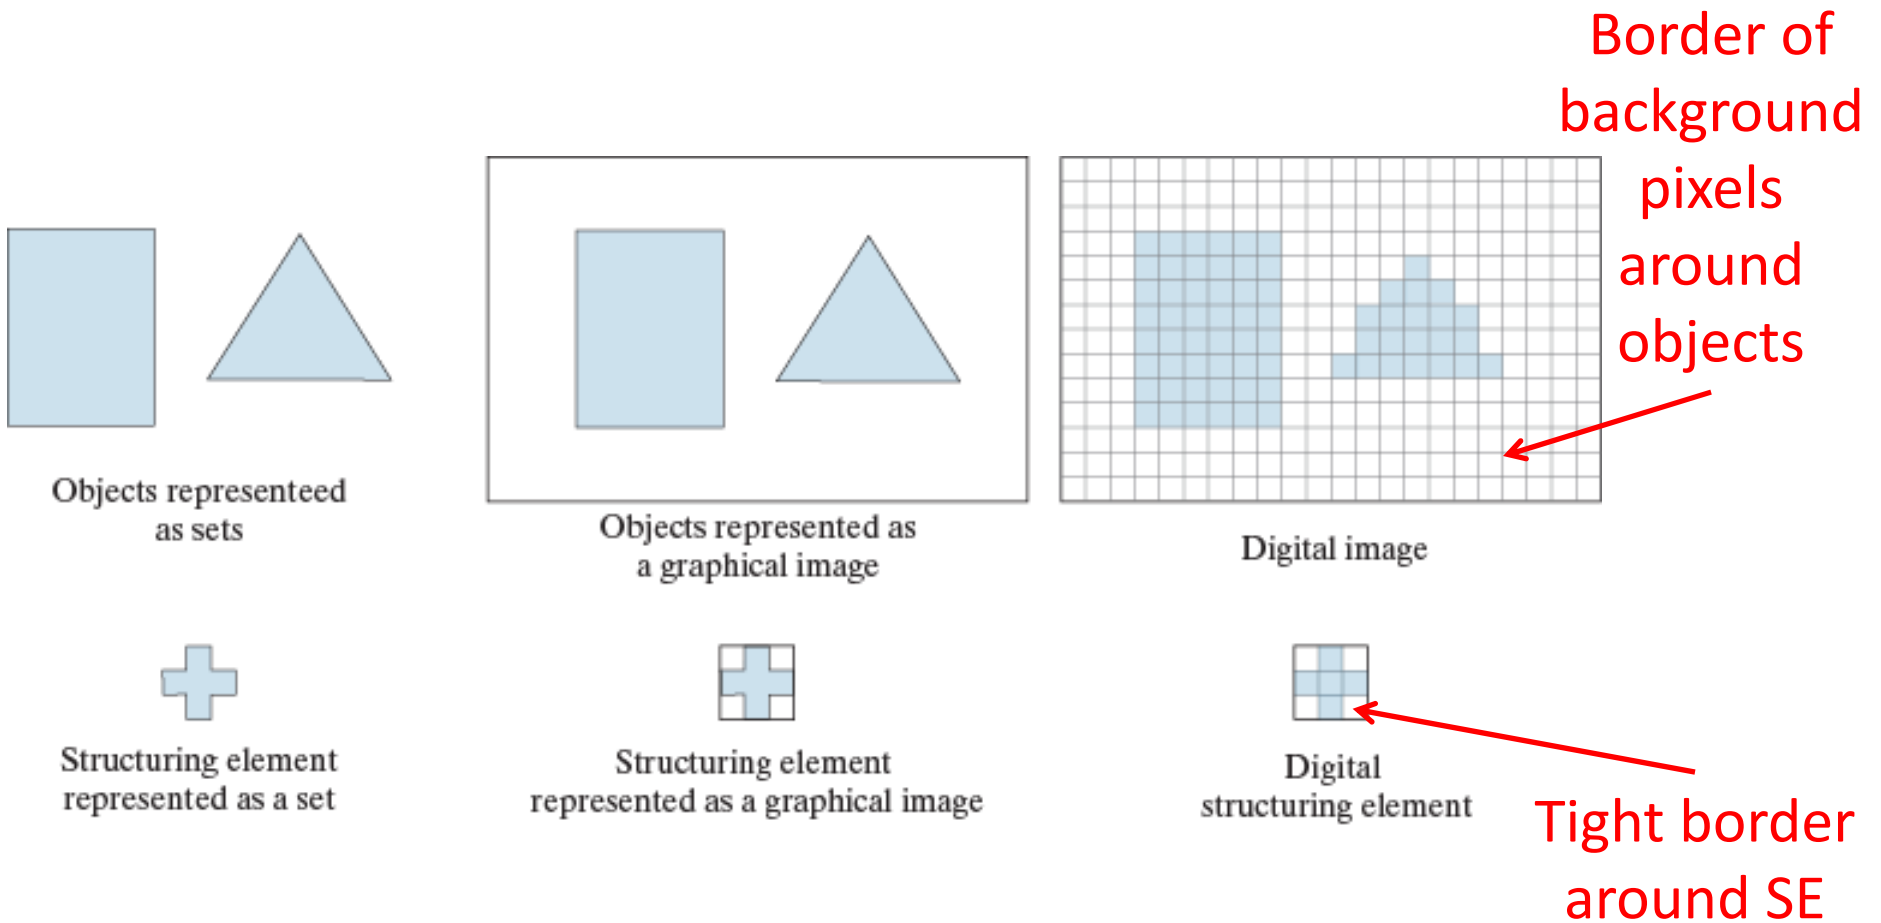 Border of
background
pixels
around
objects
Objects representeed
as sets
Objects represented as
a graphical image
Digital image
Structuring element
represented as a set
Structuring element
represented as a graphical image
Digital
structuring element
Tight border
around SE